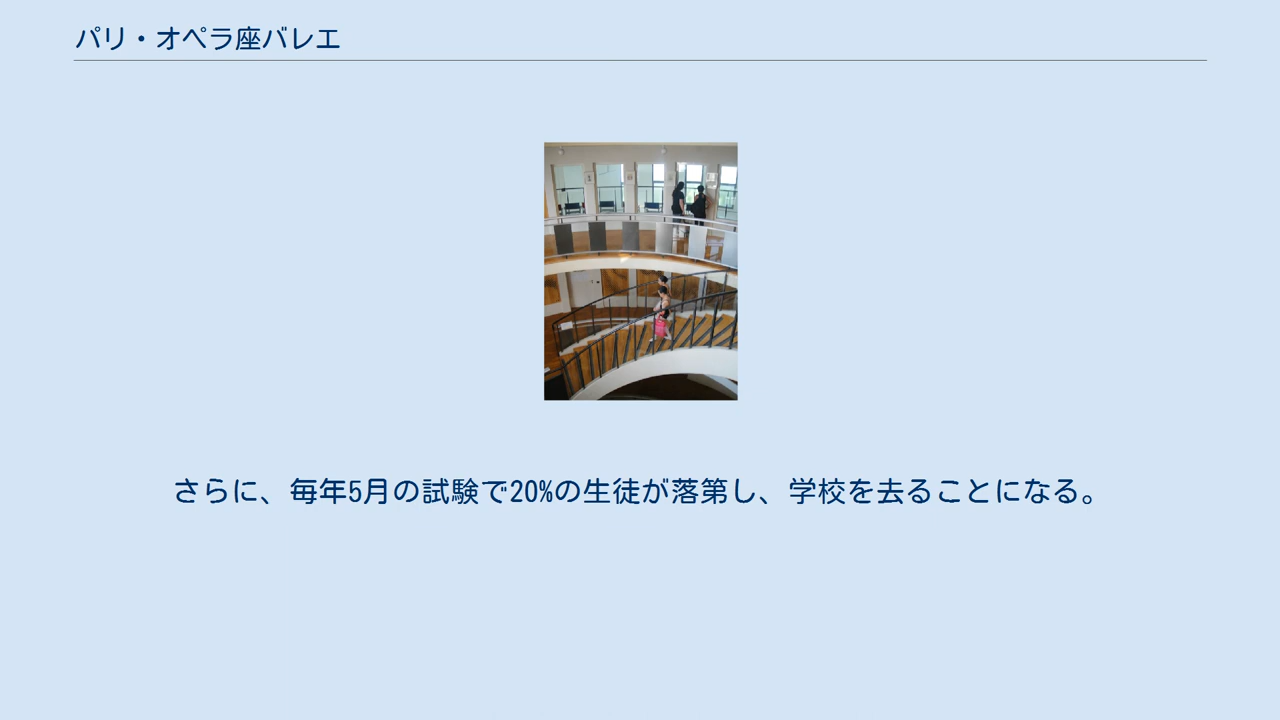 パリ・オペラ座バレエ
さらに、毎年5月の試験で20%の生徒が落第し、学校を去ることになる。